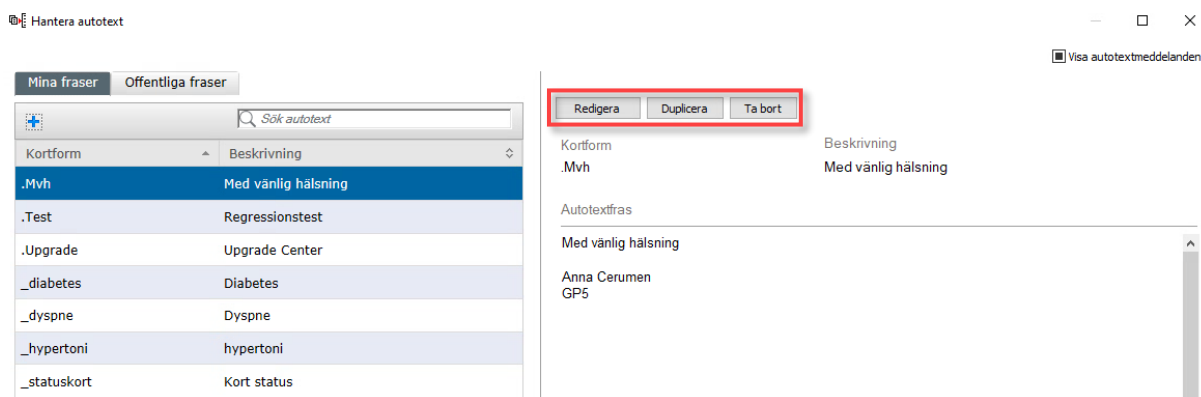 Hantera autotext
Visa autotextmeddelanden
Mina fraser Offentliga fraser
Sök autotext
Kortform Beskrivning
.Mvh Med vänlig hälsning
.Test Regressionstest
.Upgrade Upgrade Center
_diabetes Diabetes
_dyspne Dyspne
_hypertoni hypertoni
_statuskort Kort status
Redigera Duplicera Ta bort
Kortform Beskrivning
.Mvh Med vänlig hälsning
Autotextfras
Med vänlig hälsning
Anna Cerumen
GP5